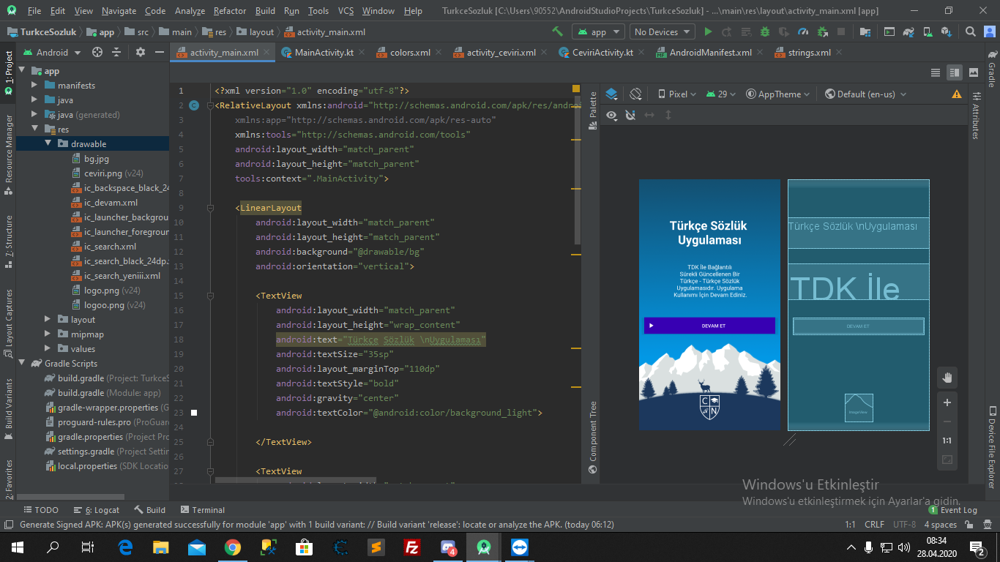 File Edit View Navigate Code Analyze Refactor Build Run Tools VCS Window Help TurkceSozluk [C:\Users\90552\AndroidStudioProjects\TurkceSozluk] - ...\main\res\layout\activity_main.xml [app]
TurkceSozluk app src main res layout activity_main.xml app No Devices
Android activity_main.xml MainActivity.kt colors.xml activity_ceviri.xml CeviriActivity.kt AndroidManifest.xml strings.xml
1: Project
Resource Manager
7: Structure
Layout Captures
Build Variants
2: Favorites
app
manifests
java
java (generated)
res
drawable
bg.jpg
ceviri.png (v24)
ic_backspace_black_24
ic_devam.xml
ic_launcher_backgrou
ic_launcher_foregroun
ic_search.xml
ic_search_black_24dp.
ic_search_yeniii.xml
logo.png (v24)
logoo.png (v24)
layout
mipmap
values
Gradle Scripts
build.gradle (Project: TurkceS
build.gradle (Module: app)
gradle-wrapper.properties (G
proguard-rules.pro (ProGuar
gradle.properties (Project Pro
settings.gradle (Project Settin
local.properties (SDK Locatio
1 <?xml version="1.0" encoding="utf-8"?>
2 <RelativeLayout xmlns:android="http://schemas.android.com/apk/res/andro
3 xmlns:app="http://schemas.android.com/apk/res-auto"
4 xmlns:tools="http://schemas.android.com/tools"
5 android:layout_width="match_parent"
6 android:layout_height="match_parent"
7 tools:context=".MainActivity">
8
9 <LinearLayout
10 android:layout_width="match_parent"
11 android:layout_height="match_parent"
12 android:background="@drawable/bg"
13 android:orientation="vertical">
14
15 <TextView
16 android:layout_width="match_parent"
17 android:layout_height="wrap_content"
18 android:text="Türkçe Sözlük \nUygulaması"
19 android:textSize="35sp"
20 android:layout_marginTop="110dp"
21 android:textStyle="bold"
22 android:gravity="center"
23 android:textColor="@android:color/background_light">
24
25 </TextView>
26
27 <TextView
Palette
Component Tree
Pixel 29 AppTheme Default (en-us)
Türkçe Sözlük
Uygulaması
TDK İle Bağlantılı
Sürekli Güncellenen Bir
Türkçe - Türkçe Sözlük
Uygulamasıdır. Uygulama
Kullanımı İçin Devam Ediniz.
DEVAM ET
C N
Türkçe Sözlük \nUygulaması
TDK İle
DEVAM ET
ImageView
1:1
Gradle
Attributes
Device File Explorer
Windows'u Etkinleştir
Windows'u etkinleştirmek için Ayarlar'a gidin.
TODO 6: Logcat Build Terminal 1 Event Log
Generate Signed APK: APK(s) generated successfully for module 'app' with 1 build variant: // Build variant 'release': locate or analyze the APK. (today 06:12) 1:1 CRLF UTF-8 4 spaces
4
08:34
28.04.2020
2